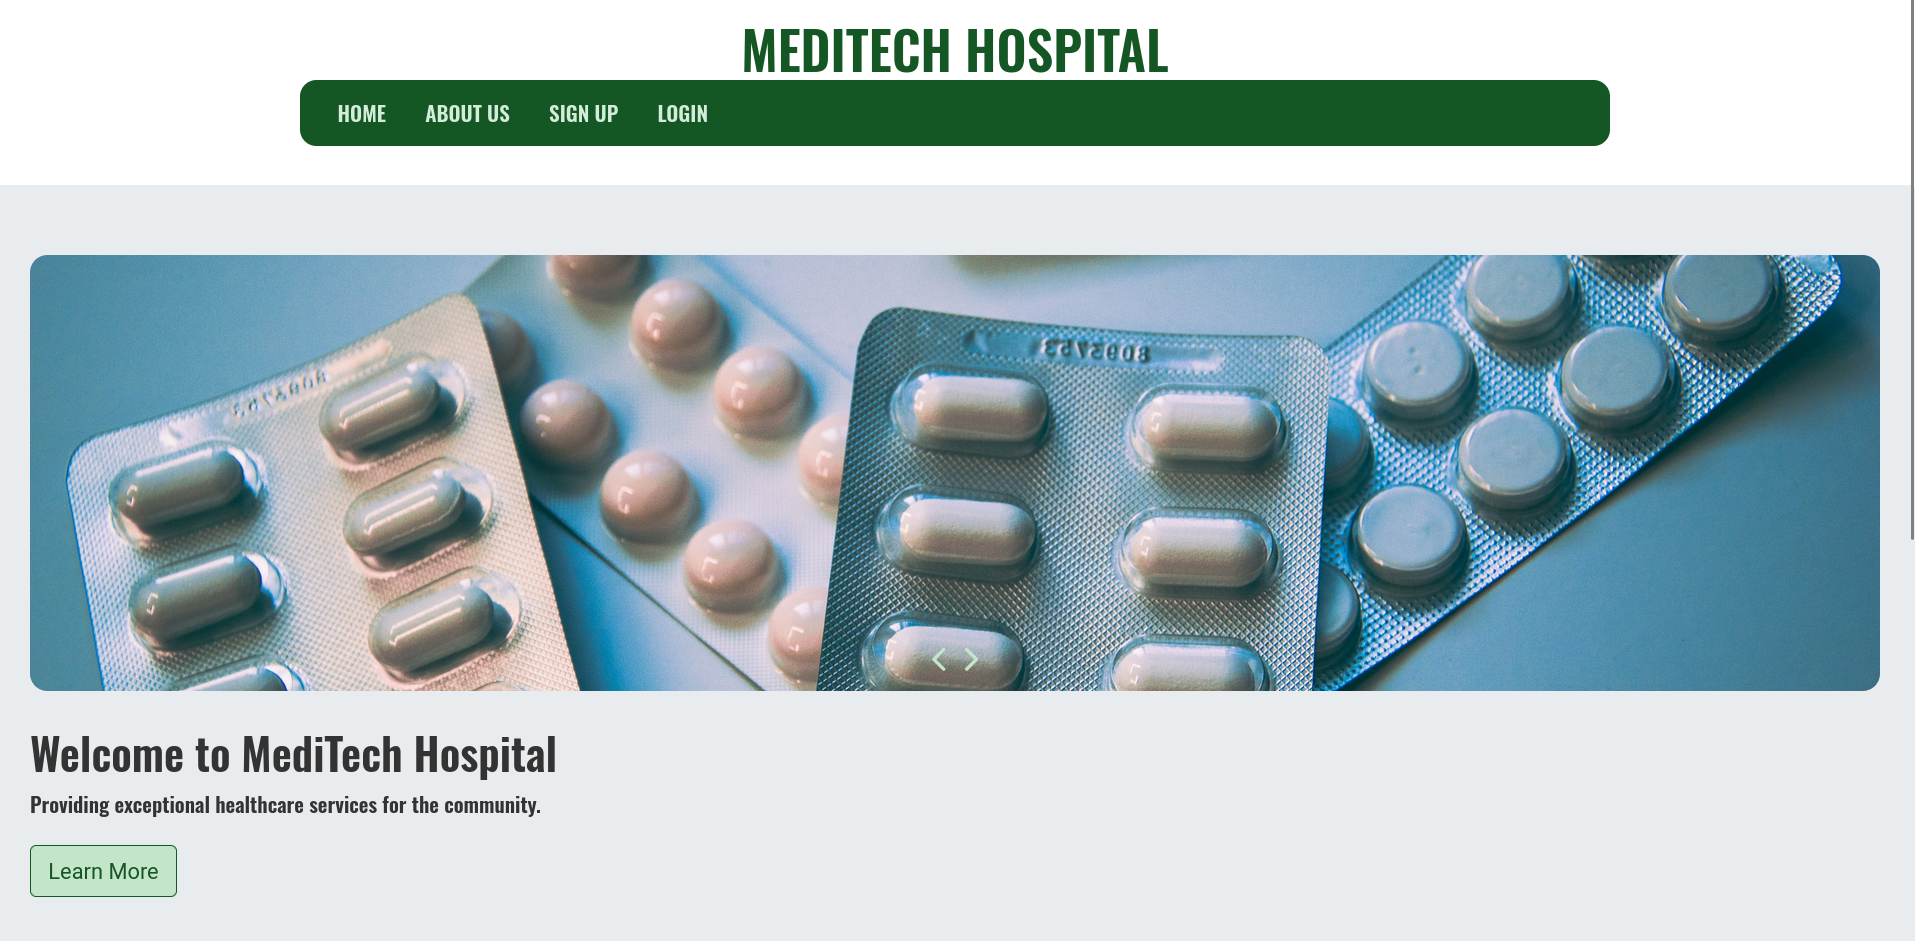 MEDITECH HOSPITAL
HOME ABOUT US SIGN UP LOGIN
Welcome to MediTech Hospital
Providing exceptional healthcare services for the community.
Learn More